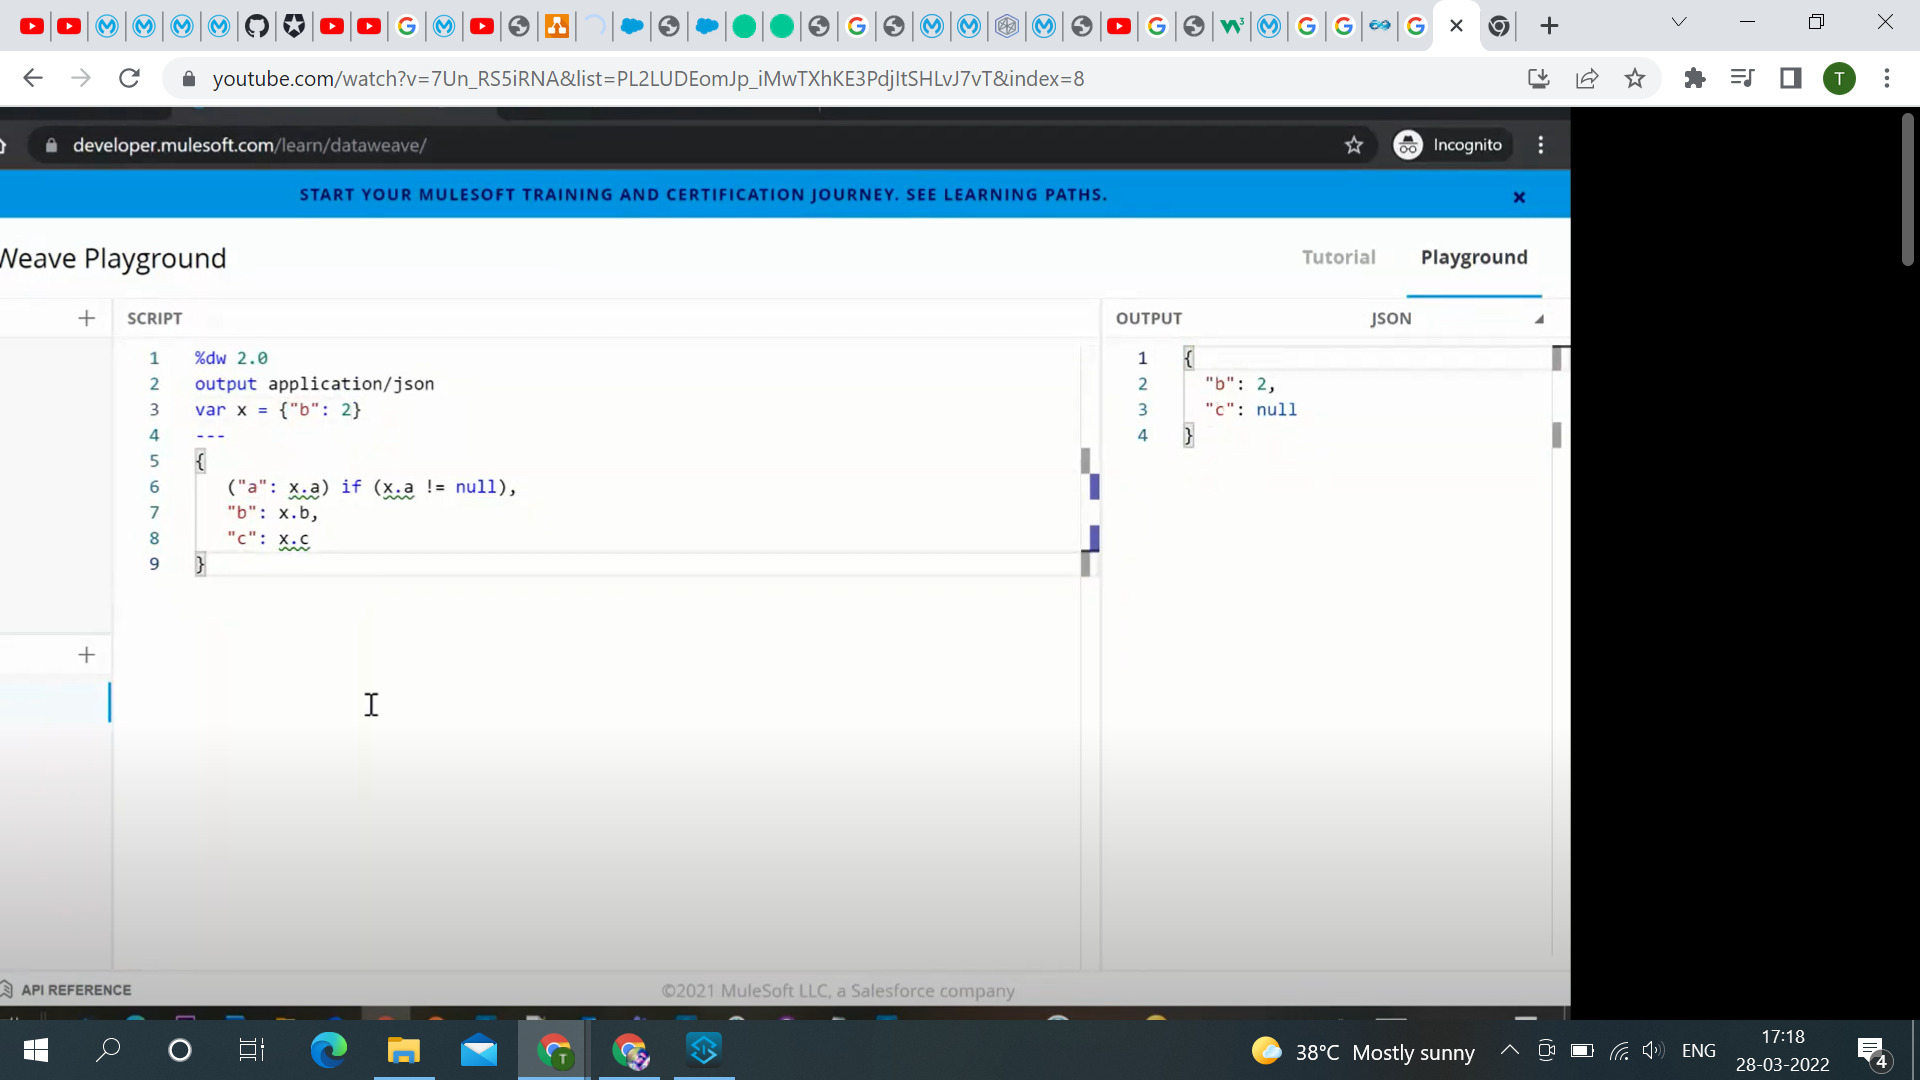 youtube.com/watch?v=7Un_RS5iRNA&list=PL2LUDEomJp_iMwTXhKE3PdjItSHLvJ7vT&index=8
T
developer.mulesoft.com/learn/dataweave/
Incognito
START YOUR MULESOFT TRAINING AND CERTIFICATION JOURNEY. SEE LEARNING PATHS.
Weave Playground
Tutorial
Playground
SCRIPT
1 %dw 2.0
2 output application/json
3 var x = {"b": 2}
4 ---
5 {
6 ("a": x.a) if (x.a != null),
7 "b": x.b,
8 "c": x.c
9 }
OUTPUT
JSON
1 {
2 "b": 2,
3 "c": null
4 }
API REFERENCE
©2021 MuleSoft LLC, a Salesforce company
T
38°C Mostly sunny
ENG
17:18
28-03-2022
4